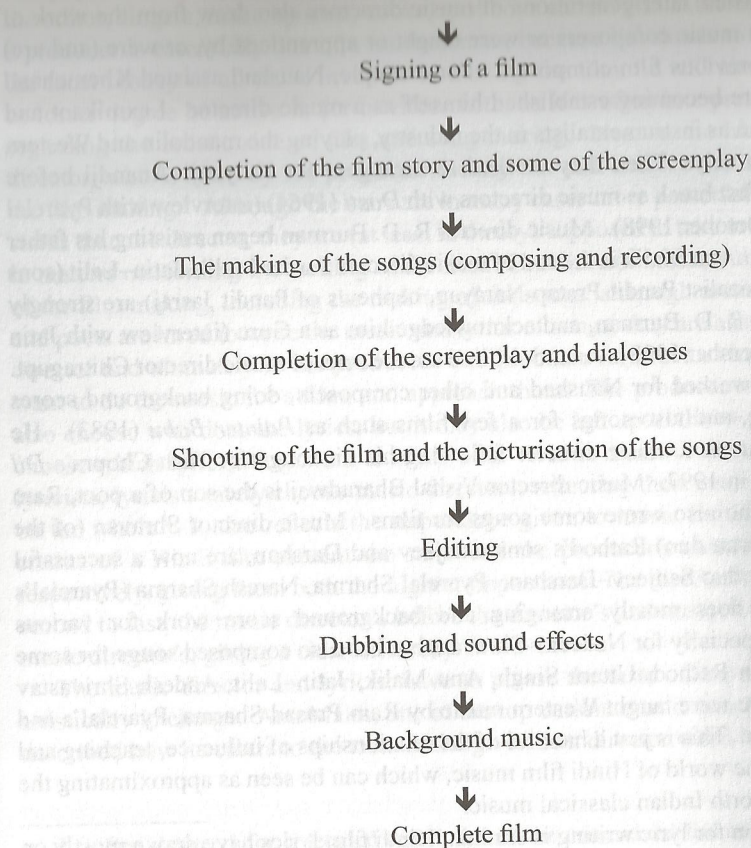 Signing of a film
Completion of the film story and some of the screenplay
The making of the songs (composing and recording)
Completion of the screenplay and dialogues
Shooting of the film and the picturisation of the songs
Editing
Dubbing and sound effects
Background music
Complete film